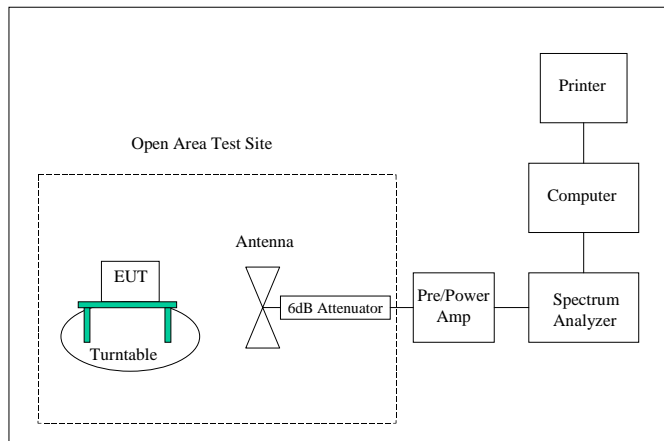 Printer
Open Area Test Site
Computer
Antenna
EUT
6dB Attenuator
Pre/Power
Amp
Spectrum
Analyzer
Turntable